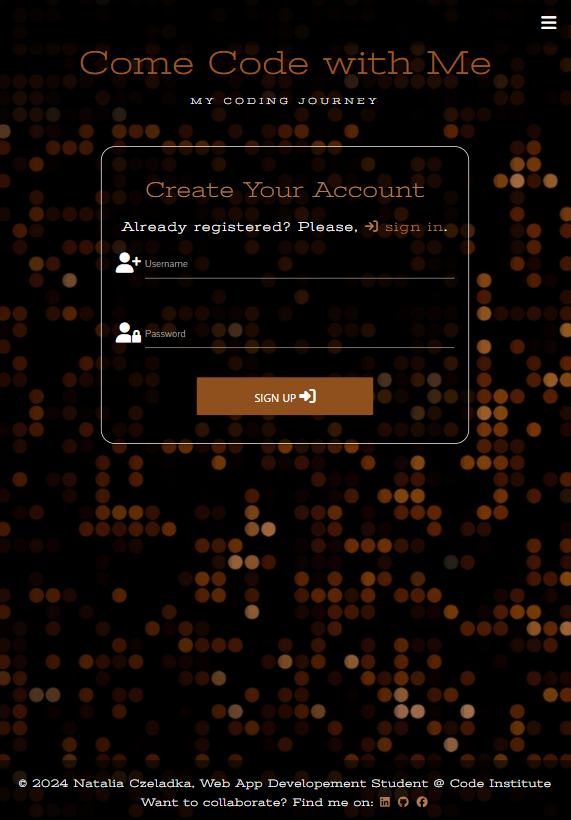 Come Code with Me
MY CODING JOURNEY
Create Your Account
Already registered? Please, sign in.
Username
Password
SIGN UP
© 2024 Natalia Czeladka, Web App Developement Student @ Code Institute
Want to collaborate? Find me on: